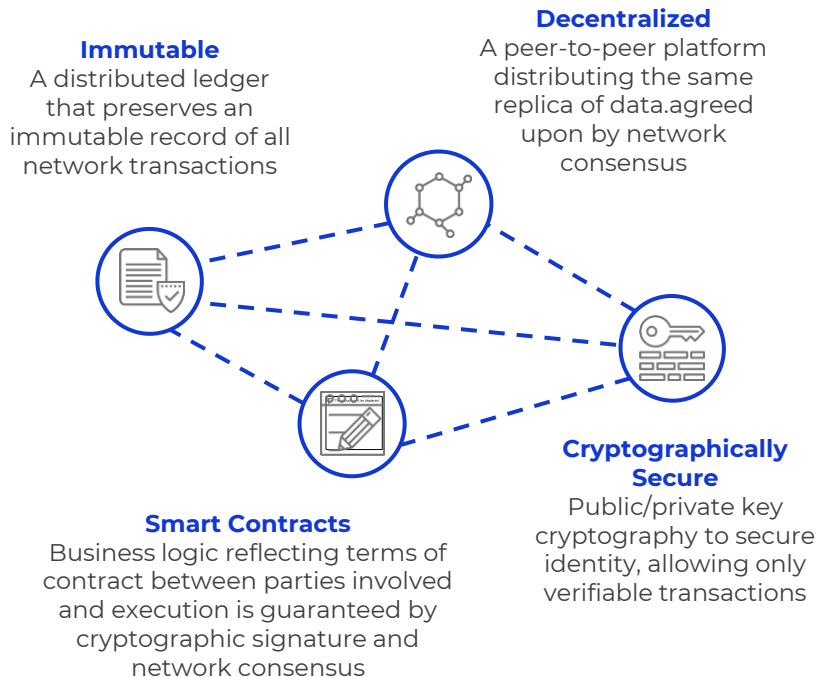 Immutable
A distributed ledger
that preserves an
immutable record of all
network transactions
Decentralized
A peer-to-peer platform
distributing the same
replica of data.agreed
upon by network
consensus
Cryptographically
Secure
Public/private key
cryptography to secure
identity, allowing only
verifiable transactions
Smart Contracts
Business logic reflecting terms of
contract between parties involved
and execution is guaranteed by
cryptographic signature and
network consensus